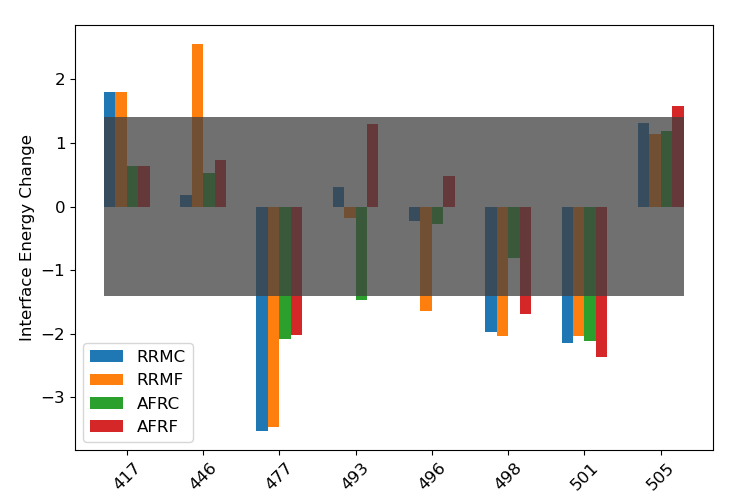 Interface Energy Change
2
1
0
−1
−2
−3
RRMC
RRMF
AFRC
AFRF
417 446 477 493 496 498 501 505